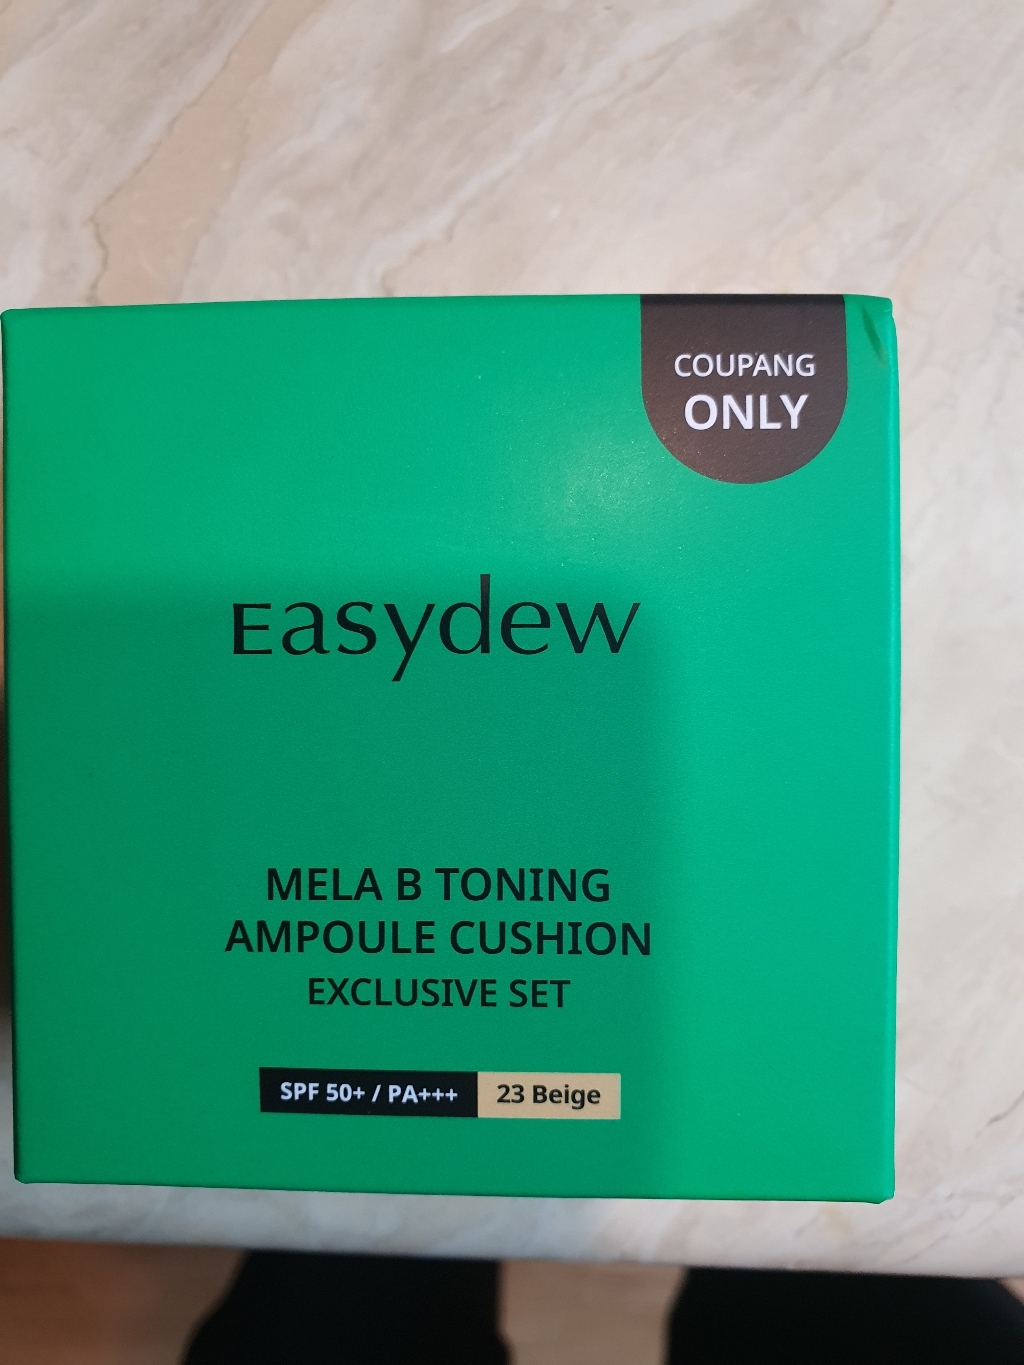 COUPANG
ONLY
Easydew
MELA B TONING
AMPOULE CUSHION
EXCLUSIVE SET
SPF 50+ / PA+++ 23 Beige